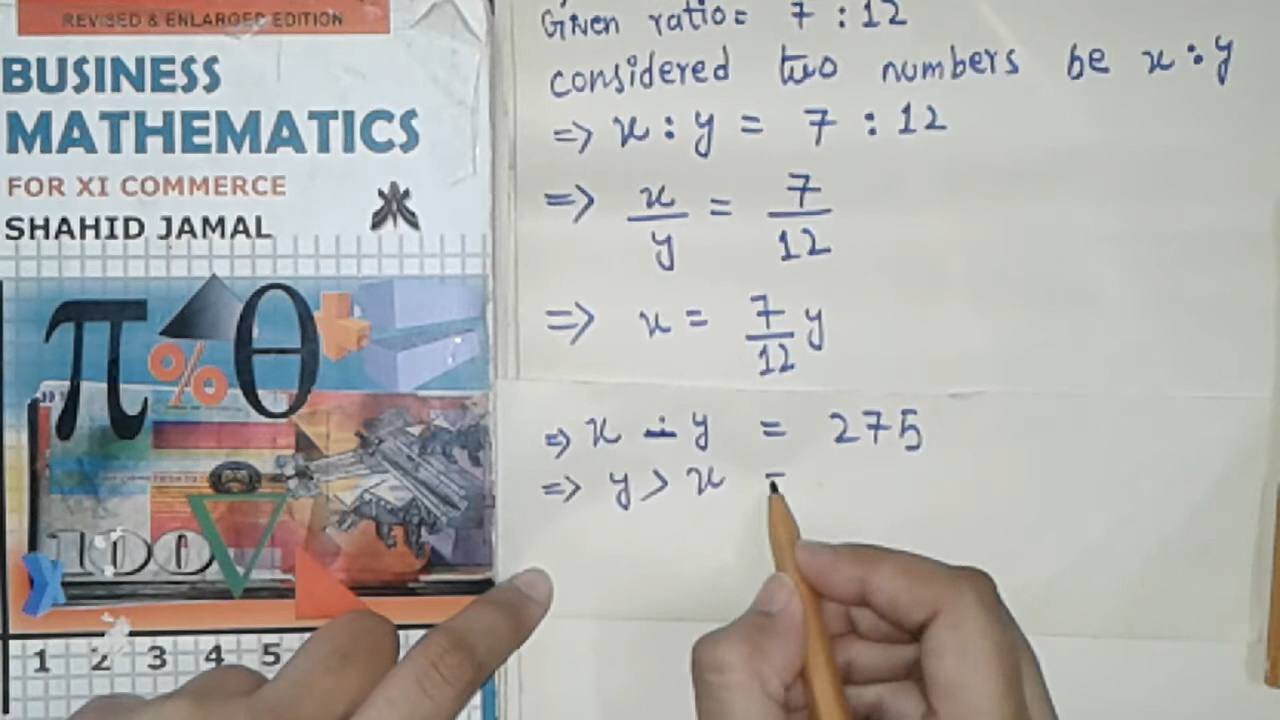 REVISED & ENLARGED EDITION
BUSINESS
MATHEMATICS
FOR XI COMMERCE
SHAHID JAMAL
π % θ +
100
1 2 3 4 5
Given ratio = 7 : 12
considered two numbers be x : y
=> x : y = 7 : 12
=> x/y = 7/12
=> x = 7/12 y
=> x ∸ y = 275
=> y > x =